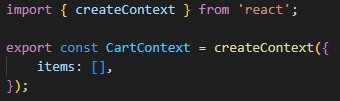 import { createContext } from 'react';
export const CartContext = createContext({
    items: [],
});